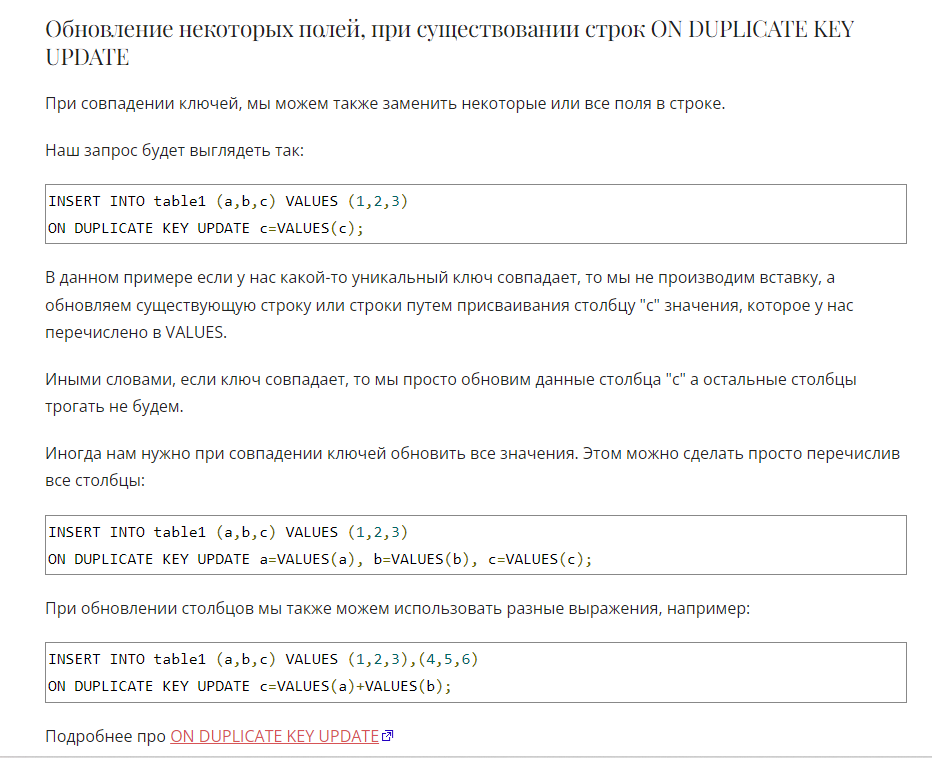 Обновление некоторых полей, при существовании строк ON DUPLICATE KEY
UPDATE
При совпадении ключей, мы можем также заменить некоторые или все поля в строке.
Наш запрос будет выглядеть так:
INSERT INTO table1 (a,b,c) VALUES (1,2,3)
ON DUPLICATE KEY UPDATE c=VALUES(c);
В данном примере если у нас какой-то уникальный ключ совпадает, то мы не производим вставку, а
обновляем существующую строку или строки путем присваивания столбцу "c" значения, которое у нас
перечислено в VALUES.
Иными словами, если ключ совпадает, то мы просто обновим данные столбца "c" а остальные столбцы
трогать не будем.
Иногда нам нужно при совпадении ключей обновить все значения. Этом можно сделать просто перечислив
все столбцы:
INSERT INTO table1 (a,b,c) VALUES (1,2,3)
ON DUPLICATE KEY UPDATE a=VALUES(a), b=VALUES(b), c=VALUES(c);
При обновлении столбцов мы также можем использовать разные выражения, например:
INSERT INTO table1 (a,b,c) VALUES (1,2,3),(4,5,6)
ON DUPLICATE KEY UPDATE c=VALUES(a)+VALUES(b);
Подробнее про ON DUPLICATE KEY UPDATE